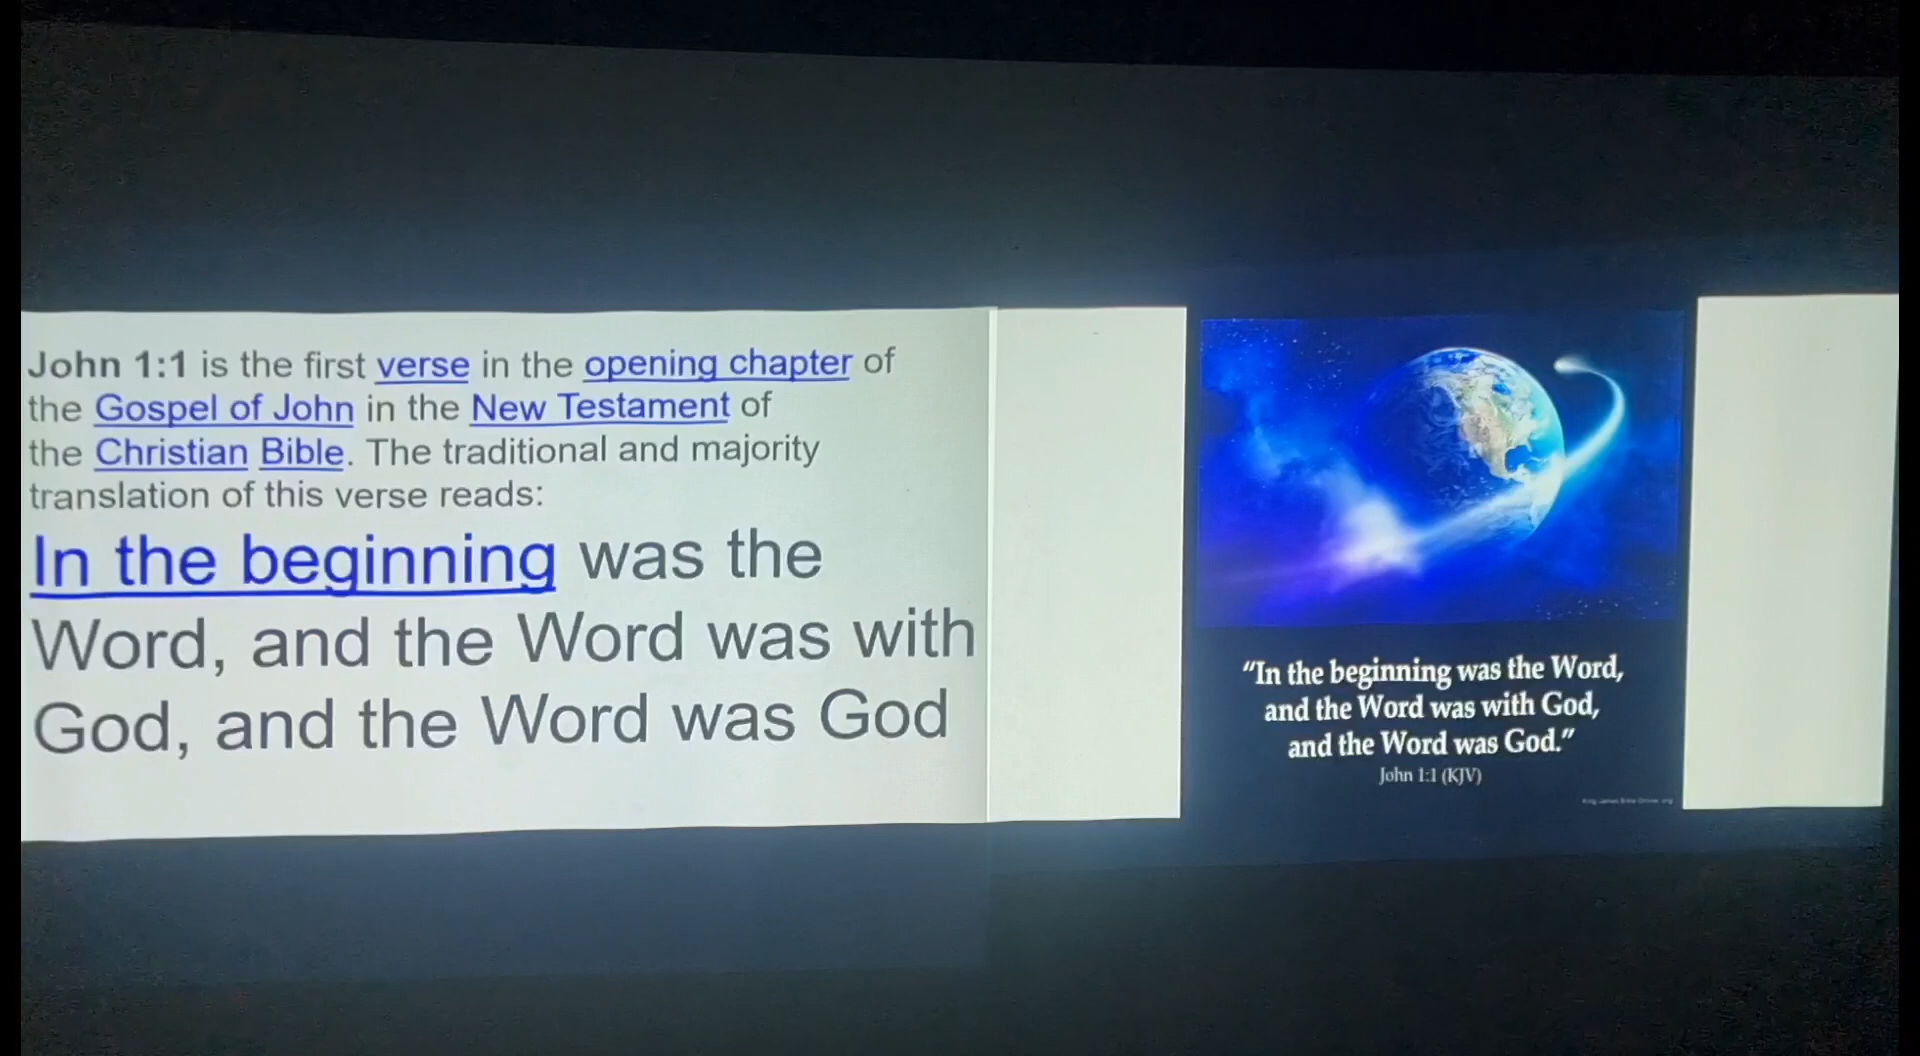 John 1:1 is the first verse in the opening chapter of
the Gospel of John in the New Testament of
the Christian Bible. The traditional and majority
translation of this verse reads:
In the beginning was the
Word, and the Word was with
God, and the Word was God
“In the beginning was the Word,
and the Word was with God,
and the Word was God.”
John 1:1 (KJV)